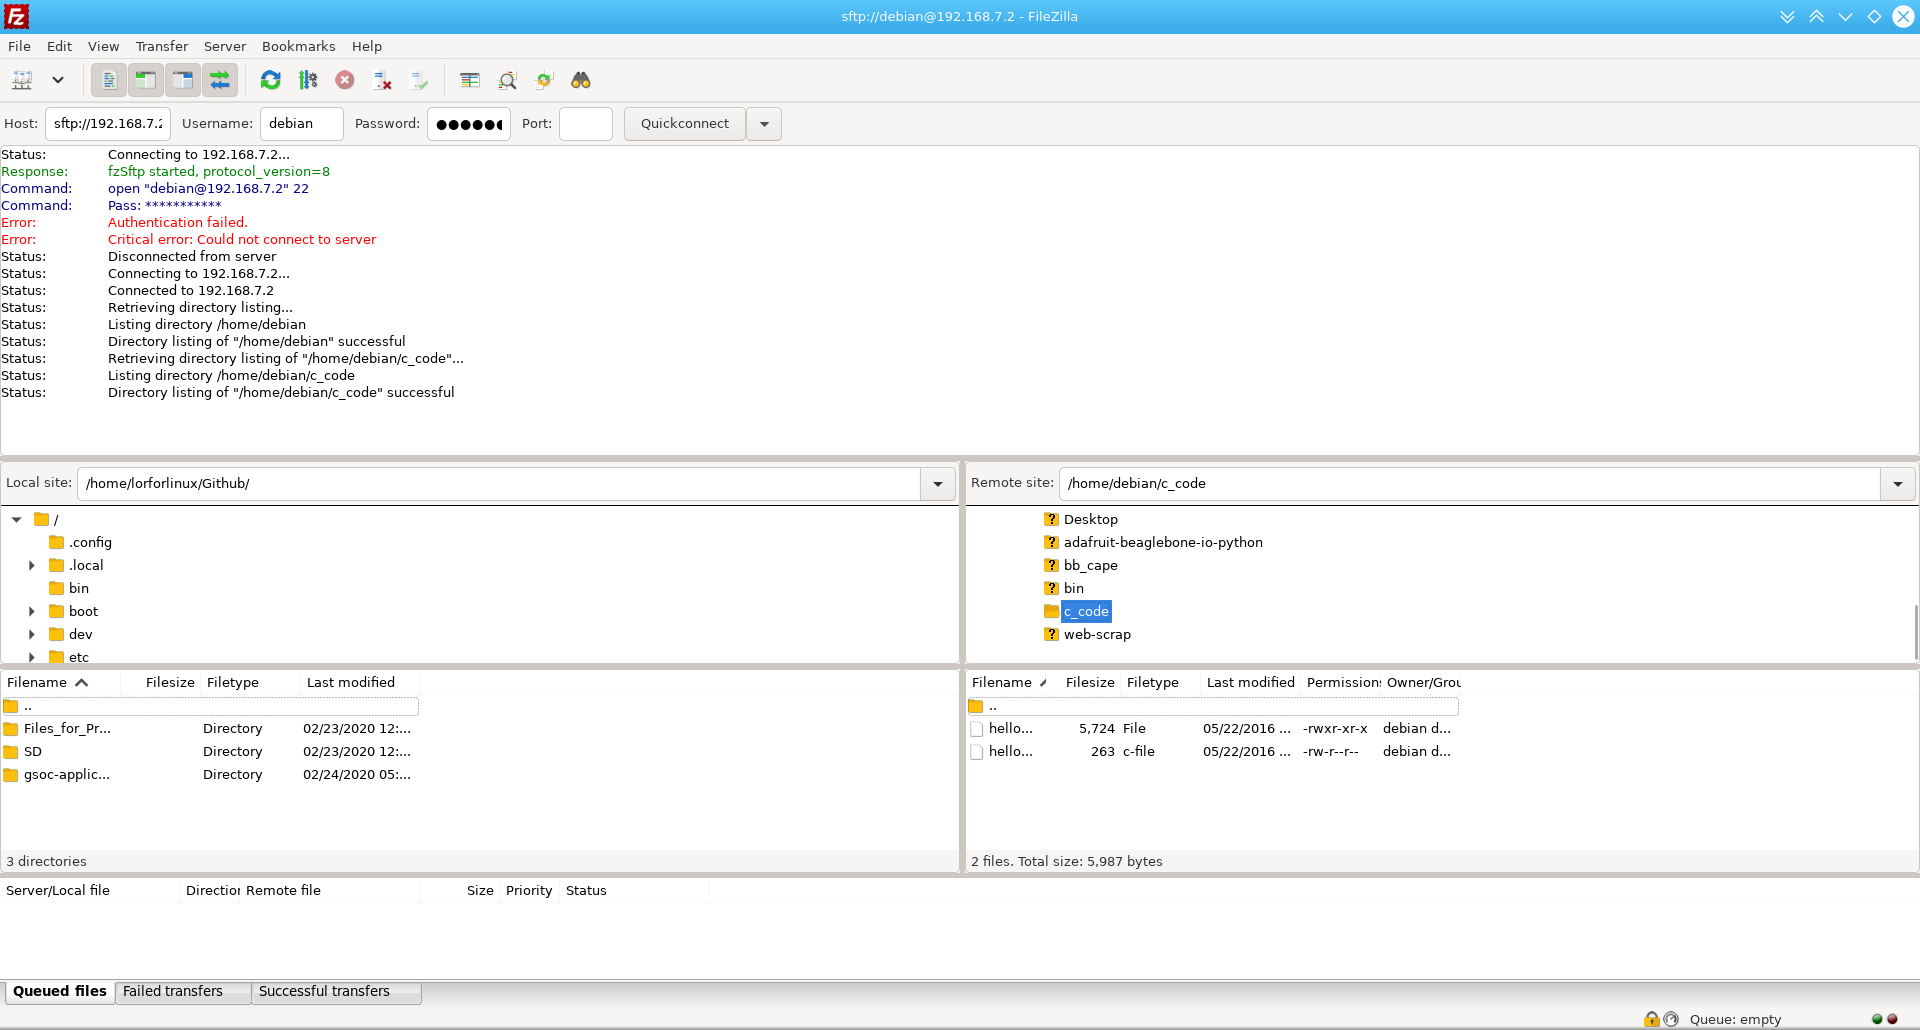 sftp://debian@192.168.7.2 - FileZilla
File Edit View Transfer Server Bookmarks Help
Host: sftp://192.168.7.2 Username: debian Password: ●●●●●● Port: Quickconnect
Status: Connecting to 192.168.7.2...
Response: fzSftp started, protocol_version=8
Command: open "debian@192.168.7.2" 22
Command: Pass: ***********
Error: Authentication failed.
Error: Critical error: Could not connect to server
Status: Disconnected from server
Status: Connecting to 192.168.7.2...
Status: Connected to 192.168.7.2
Status: Retrieving directory listing...
Status: Listing directory /home/debian
Status: Directory listing of "/home/debian" successful
Status: Retrieving directory listing of "/home/debian/c_code"...
Status: Listing directory /home/debian/c_code
Status: Directory listing of "/home/debian/c_code" successful
Local site: /home/lorforlinux/Github/
/
.config
.local
bin
boot
dev
etc
Filename Filesize Filetype Last modified
..
Files_for_Pr... Directory 02/23/2020 12:...
SD Directory 02/23/2020 12:...
gsoc-applic... Directory 02/24/2020 05:...
3 directories
Remote site: /home/debian/c_code
Desktop
adafruit-beaglebone-io-python
bb_cape
bin
c_code
web-scrap
Filename Filesize Filetype Last modified Permissions Owner/Grou
..
hello... 5,724 File 05/22/2016 ... -rwxr-xr-x debian d...
hello... 263 c-file 05/22/2016 ... -rw-r--r-- debian d...
2 files. Total size: 5,987 bytes
Server/Local file Direction Remote file Size Priority Status
Queued files Failed transfers Successful transfers
Queue: empty